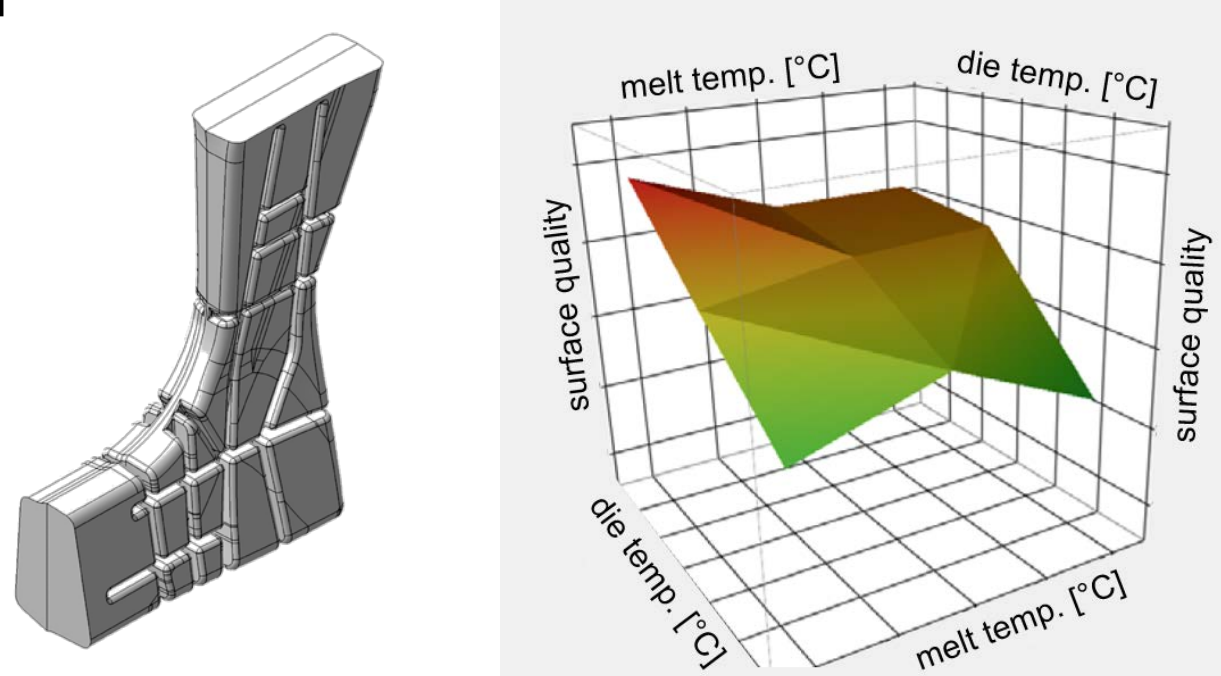 melt temp. [°C]
die temp. [°C]
surface quality
surface quality
die temp. [°C]
melt temp. [°C]